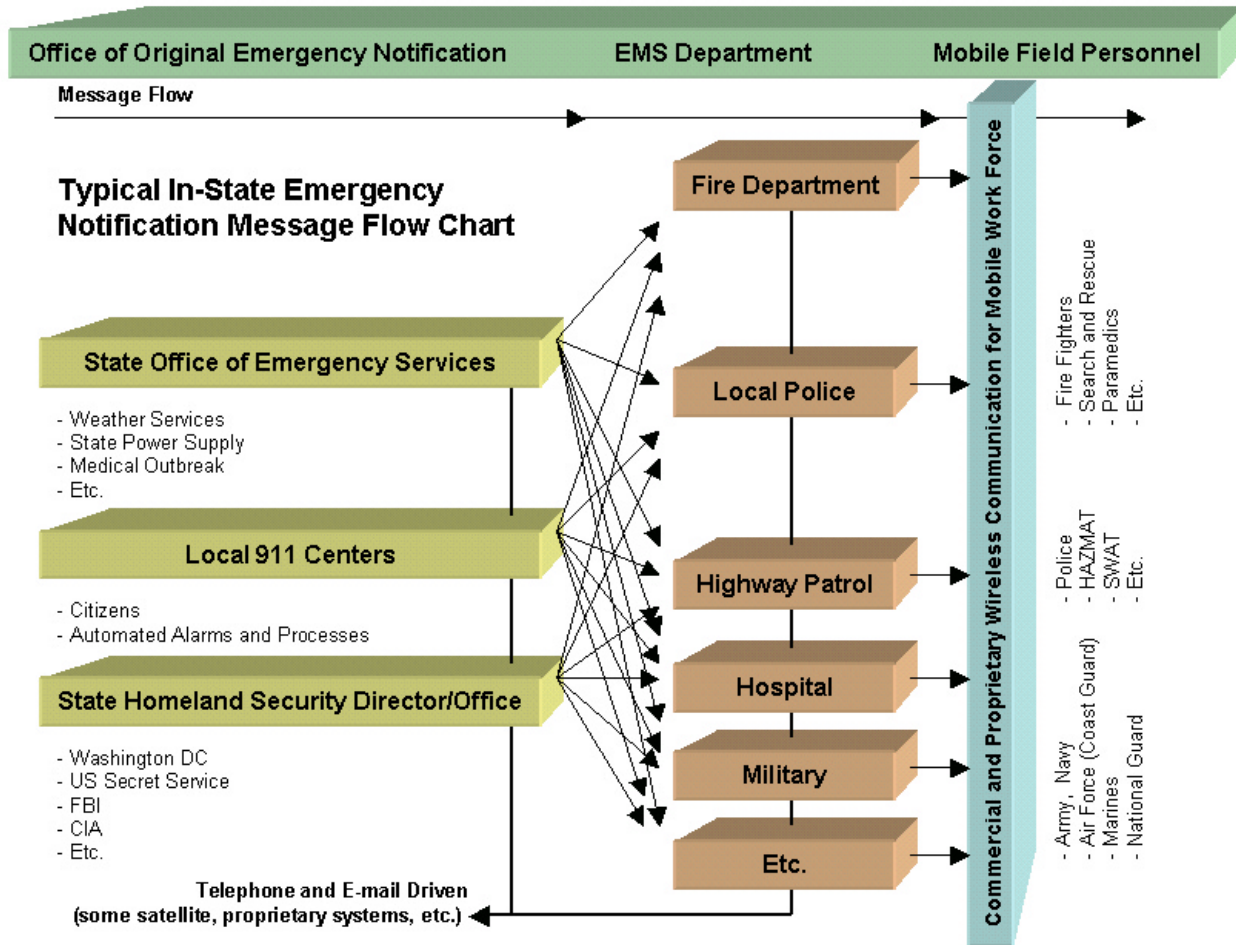 Office of Original Emergency Notification
EMS Department
Mobile Field Personnel
Message Flow
Typical In-State Emergency
Notification Message Flow Chart
State Office of Emergency Services
- Weather Services
- State Power Supply
- Medical Outbreak
- Etc.
Local 911 Centers
- Citizens
- Automated Alarms and Processes
State Homeland Security Director/Office
- Washington DC
- US Secret Service
- FBI
- CIA
- Etc.
Telephone and E-mail Driven
(some satellite, proprietary systems, etc.)
Fire Department
Local Police
Highway Patrol
Hospital
Military
Etc.
Commercial and Proprietary Wireless Communication for Mobile Work Force
- Fire Fighters
- Search and Rescue
- Paramedics
- Etc.
- Police
- HAZMAT
- SWAT
- Etc.
- Army, Navy
- Air Force (Coast Guard)
- Marines
- National Guard